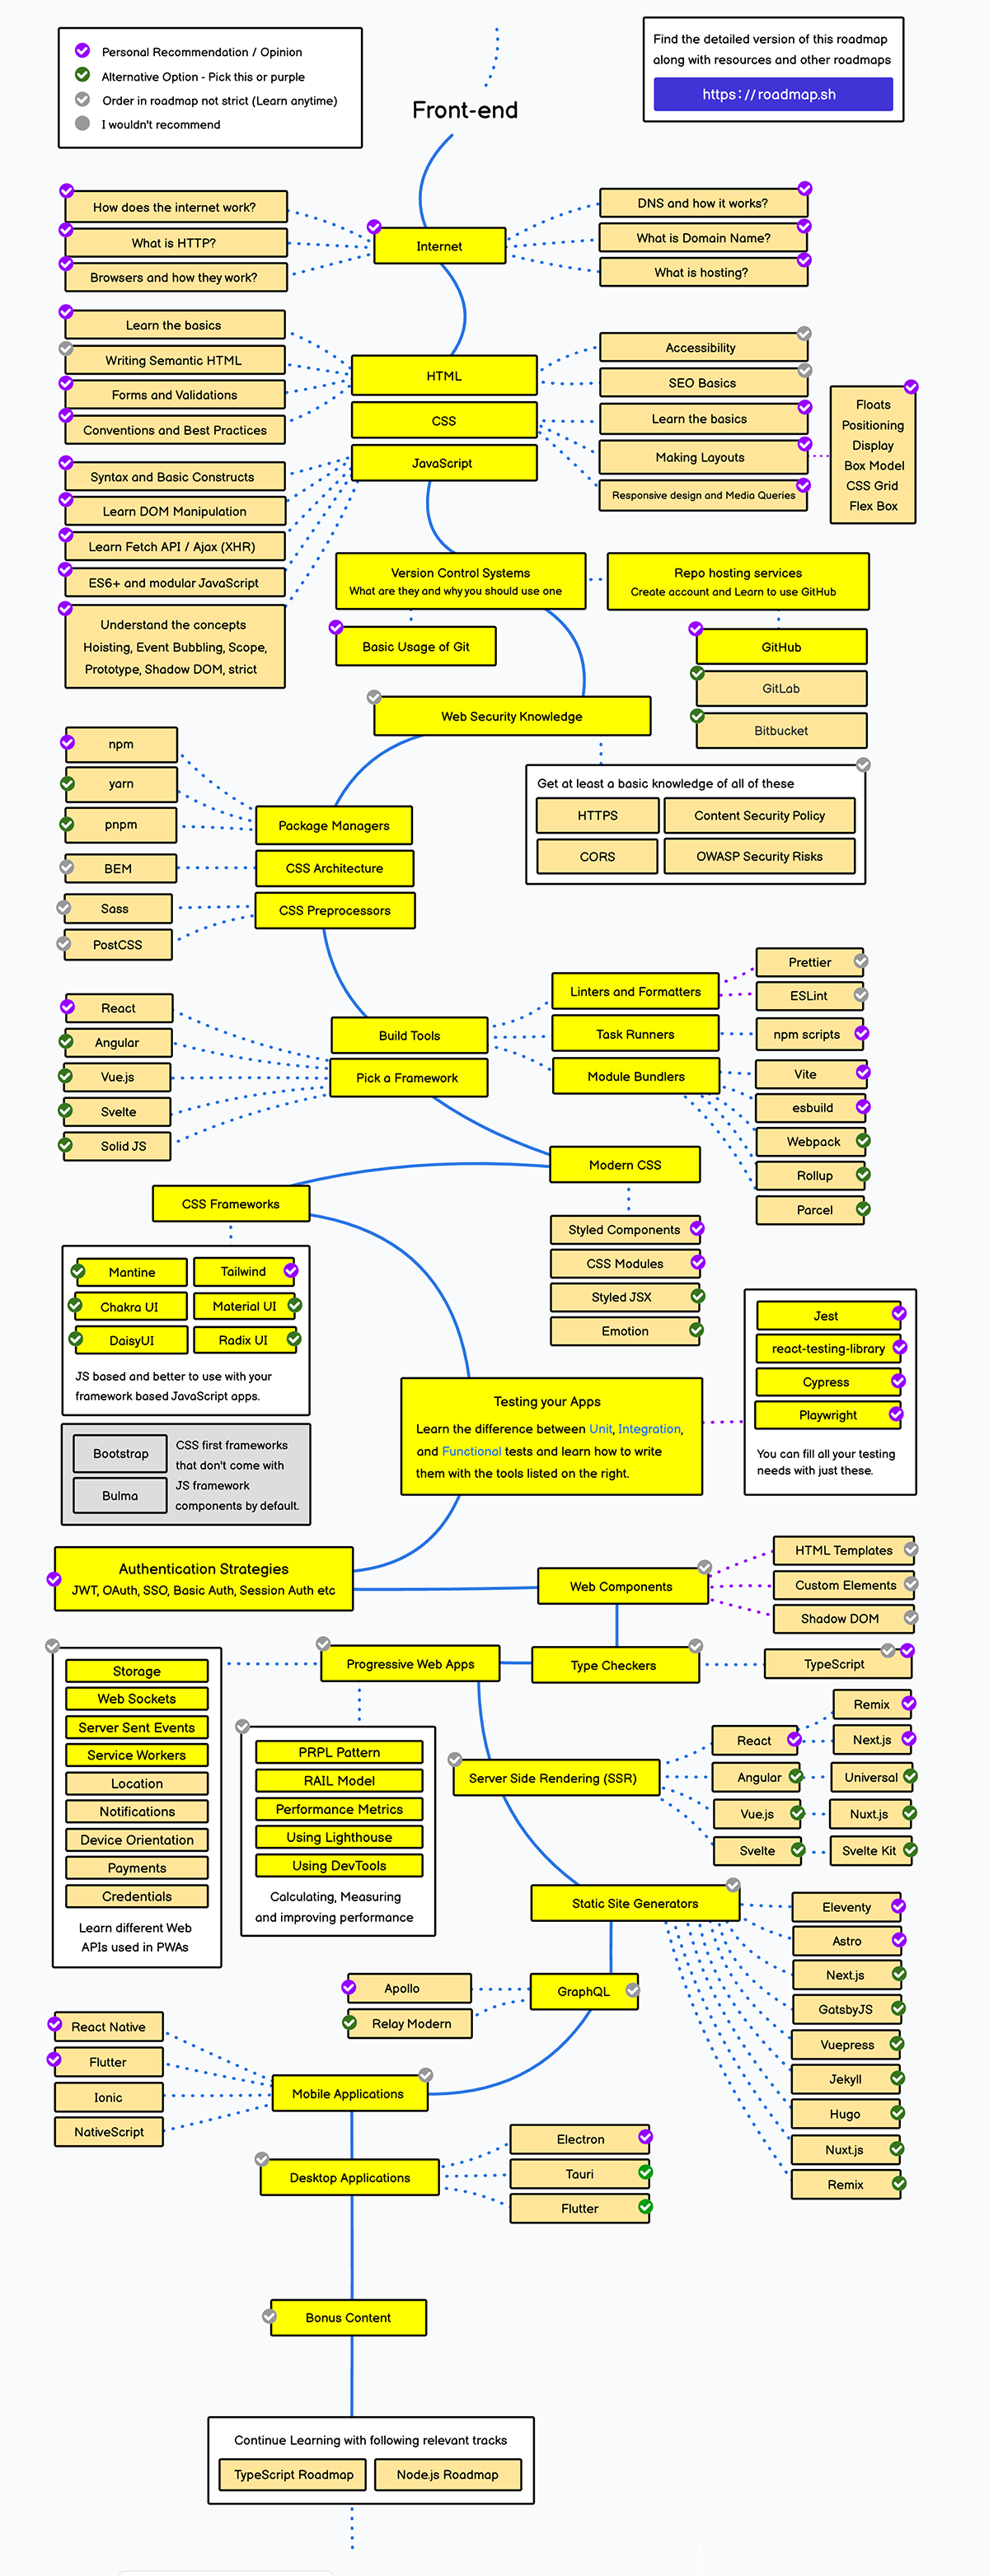 Personal Recommendation / Opinion
Alternative Option - Pick this or purple
Order in roadmap not strict (Learn anytime)
I wouldn't recommend
Find the detailed version of this roadmap
along with resources and other roadmaps
https://roadmap.sh
Front-end
How does the internet work?
What is HTTP?
Browsers and how they work?
Internet
DNS and how it works?
What is Domain Name?
What is hosting?
Learn the basics
Writing Semantic HTML
Forms and Validations
Conventions and Best Practices
HTML
CSS
JavaScript
Accessibility
SEO Basics
Learn the basics
Making Layouts
Responsive design and Media Queries
Floats
Positioning
Display
Box Model
CSS Grid
Flex Box
Syntax and Basic Constructs
Learn DOM Manipulation
Learn Fetch API / Ajax (XHR)
ES6+ and modular JavaScript
Understand the concepts
Hoisting, Event Bubbling, Scope,
Prototype, Shadow DOM, strict
Version Control Systems
What are they and why you should use one
Repo hosting services
Create account and Learn to use GitHub
Basic Usage of Git
GitHub
GitLab
Bitbucket
Web Security Knowledge
Get at least a basic knowledge of all of these
HTTPS
Content Security Policy
CORS
OWASP Security Risks
npm
yarn
pnpm
BEM
Sass
PostCSS
Package Managers
CSS Architecture
CSS Preprocessors
React
Angular
Vue.js
Svelte
Solid JS
Build Tools
Pick a Framework
Linters and Formatters
Task Runners
Module Bundlers
Prettier
ESLint
npm scripts
Vite
esbuild
Webpack
Rollup
Parcel
Modern CSS
Styled Components
CSS Modules
Styled JSX
Emotion
CSS Frameworks
Mantine
Tailwind
Chakra UI
Material UI
DaisyUI
Radix UI
JS based and better to use with your
framework based JavaScript apps.
Bootstrap
Bulma
CSS first frameworks
that don't come with
JS framework
components by default.
Testing your Apps
Learn the difference between Unit, Integration,
and Functional tests and learn how to write
them with the tools listed on the right.
Jest
react-testing-library
Cypress
Playwright
You can fill all your testing
needs with just these.
Authentication Strategies
JWT, OAuth, SSO, Basic Auth, Session Auth etc
Web Components
HTML Templates
Custom Elements
Shadow DOM
Progressive Web Apps
Type Checkers
TypeScript
Storage
Web Sockets
Server Sent Events
Service Workers
Location
Notifications
Device Orientation
Payments
Credentials
Learn different Web
APIs used in PWAs
PRPL Pattern
RAIL Model
Performance Metrics
Using Lighthouse
Using DevTools
Calculating, Measuring
and improving performance
Server Side Rendering (SSR)
React
Angular
Vue.js
Svelte
Remix
Next.js
Universal
Nuxt.js
Svelte Kit
Static Site Generators
Eleventy
Astro
Next.js
GatsbyJS
Vuepress
Jekyll
Hugo
Nuxt.js
Remix
GraphQL
Apollo
Relay Modern
React Native
Flutter
Ionic
NativeScript
Mobile Applications
Desktop Applications
Electron
Tauri
Flutter
Bonus Content
Continue Learning with following relevant tracks
TypeScript Roadmap
Node.js Roadmap